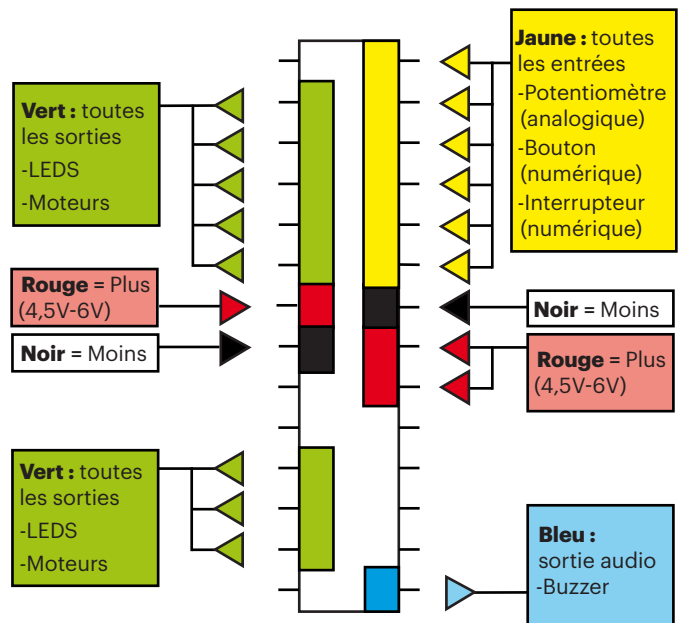 Vert : toutes
les sorties
-LEDS
-Moteurs
Rouge = Plus
(4,5V-6V)
Noir = Moins
Vert : toutes
les sorties
-LEDS
-Moteurs
Jaune : toutes
les entrées
-Potentiomètre
(analogique)
-Bouton
(numérique)
-Interrupteur
(numérique)
Noir = Moins
Rouge = Plus
(4,5V-6V)
Bleu :
sortie audio
-Buzzer